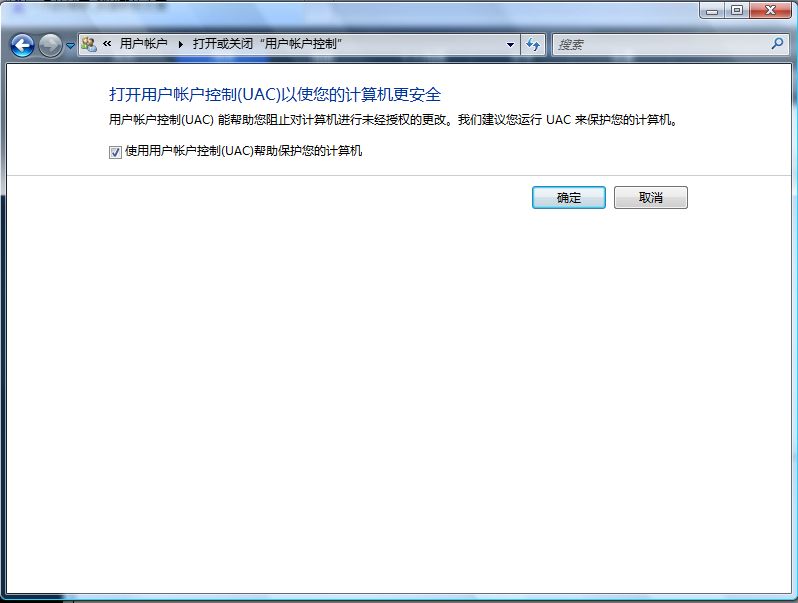 « 用户帐户 ▸ 打开或关闭“用户帐户控制”
搜索
打开用户帐户控制(UAC)以使您的计算机更安全
用户帐户控制(UAC) 能帮助您阻止对计算机进行未经授权的更改。我们建议您运行 UAC 来保护您的计算机。
使用用户帐户控制(UAC)帮助保护您的计算机
确定 取消